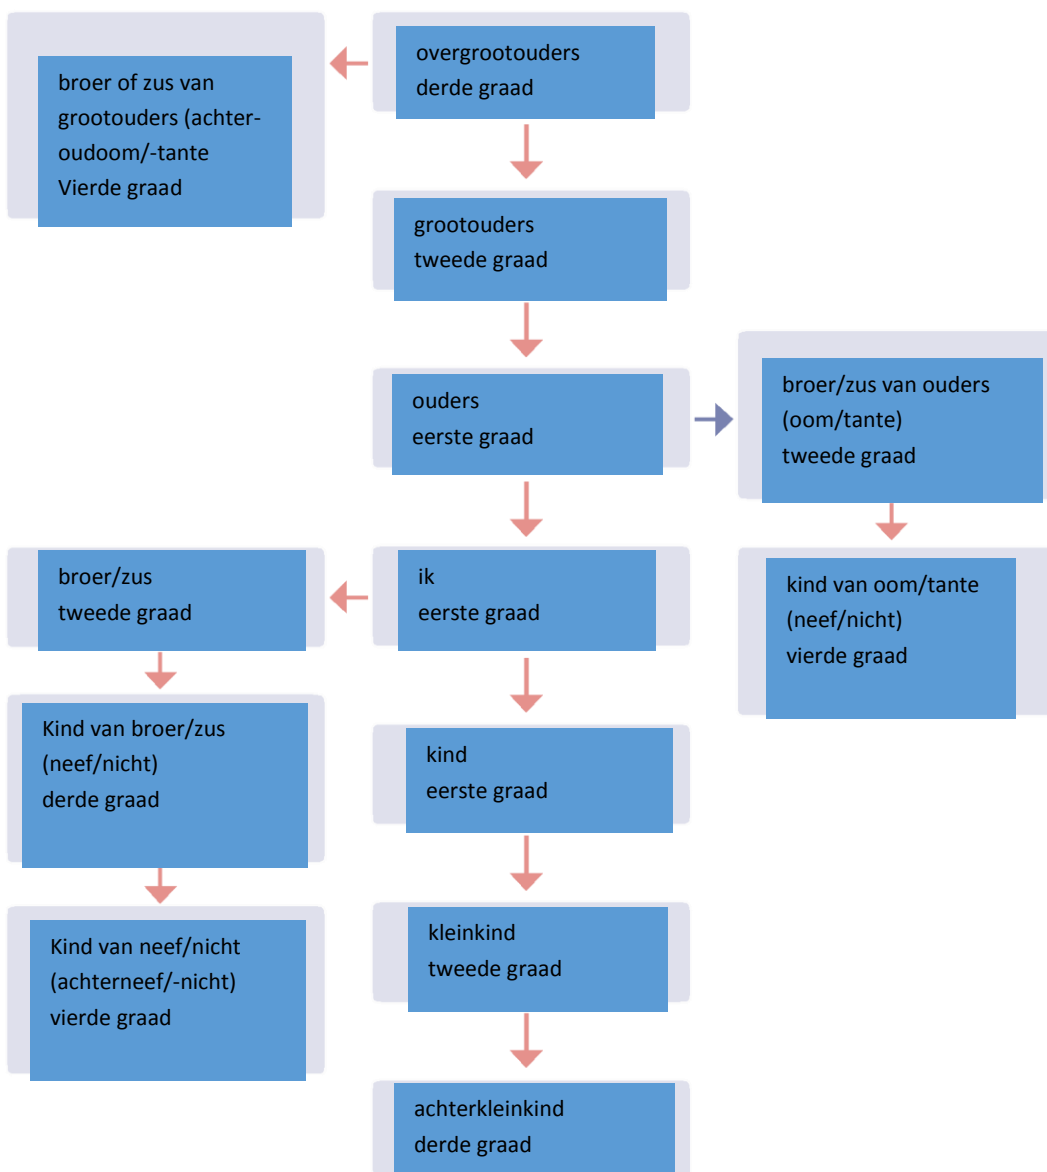 broer of zus van
grootouders (achter-
oudoom/-tante
Vierde graad
overgrootouders
derde graad
grootouders
tweede graad
ouders
eerste graad
broer/zus van ouders
(oom/tante)
tweede graad
broer/zus
tweede graad
ik
eerste graad
kind van oom/tante
(neef/nicht)
vierde graad
Kind van broer/zus
(neef/nicht)
derde graad
kind
eerste graad
Kind van neef/nicht
(achterneef/-nicht)
vierde graad
kleinkind
tweede graad
achterkleinkind
derde graad